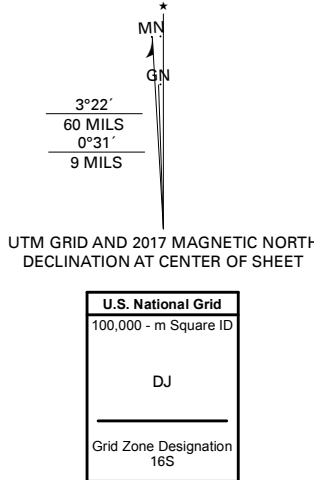 MN
GN
3°22´
60 MILS
0°31´
9 MILS
UTM GRID AND 2017 MAGNETIC NORTH
DECLINATION AT CENTER OF SHEET
U.S. National Grid
100,000 - m Square ID
DJ
Grid Zone Designation
16S